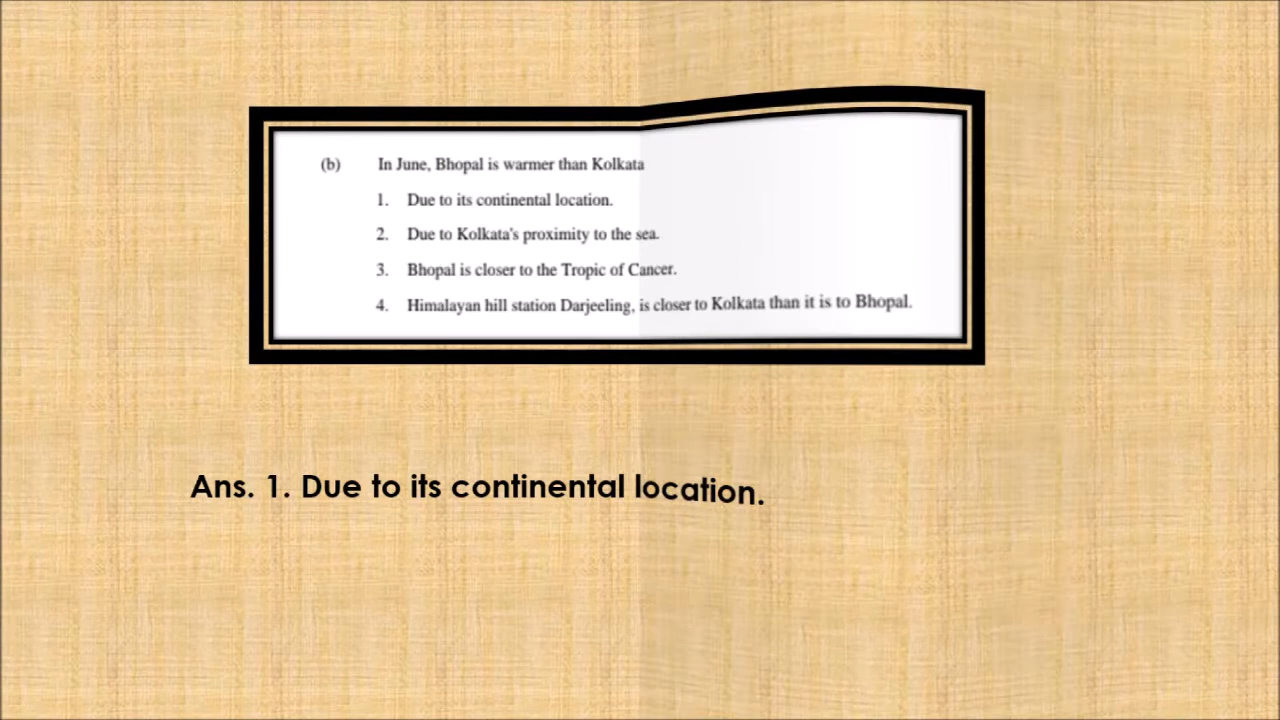 (b) In June, Bhopal is warmer than Kolkata
1. Due to its continental location.
2. Due to Kolkata's proximity to the sea.
3. Bhopal is closer to the Tropic of Cancer.
4. Himalayan hill station Darjeeling, is closer to Kolkata than it is to Bhopal.
Ans. 1. Due to its continental location.